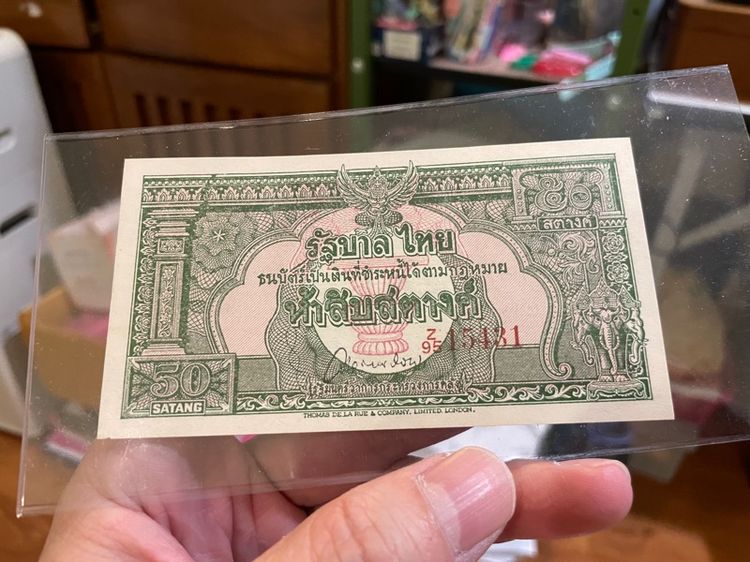 ๕๐
สตางค์
รัฐบาลไทย
ธนบัตร์เป็นเงินที่ชำระหนี้ได้ตามกฎหมาย
ห้าสิบสตางค์
Z
95 15431
50
SATANG
THOMAS DE LA RUE & COMPANY, LIMITED, LONDON.